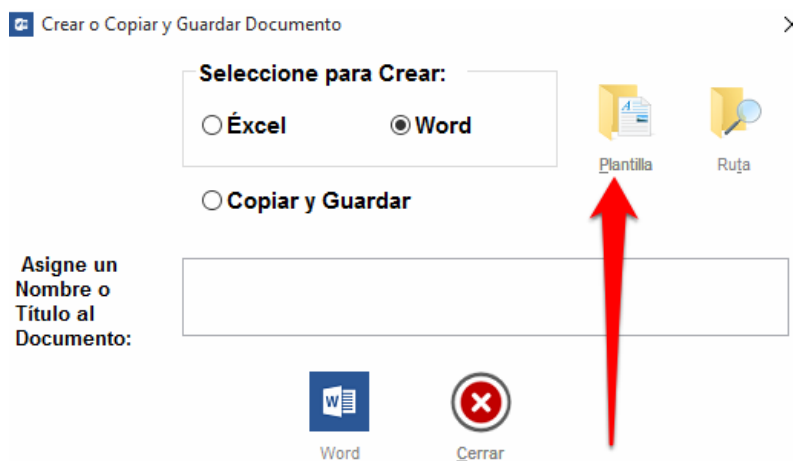 Crear o Copiar y Guardar Documento
Seleccione para Crear:
Éxcel
Word
Plantilla
Ruta
Copiar y Guardar
Asigne un
Nombre o
Título al
Documento:
Word
Cerrar